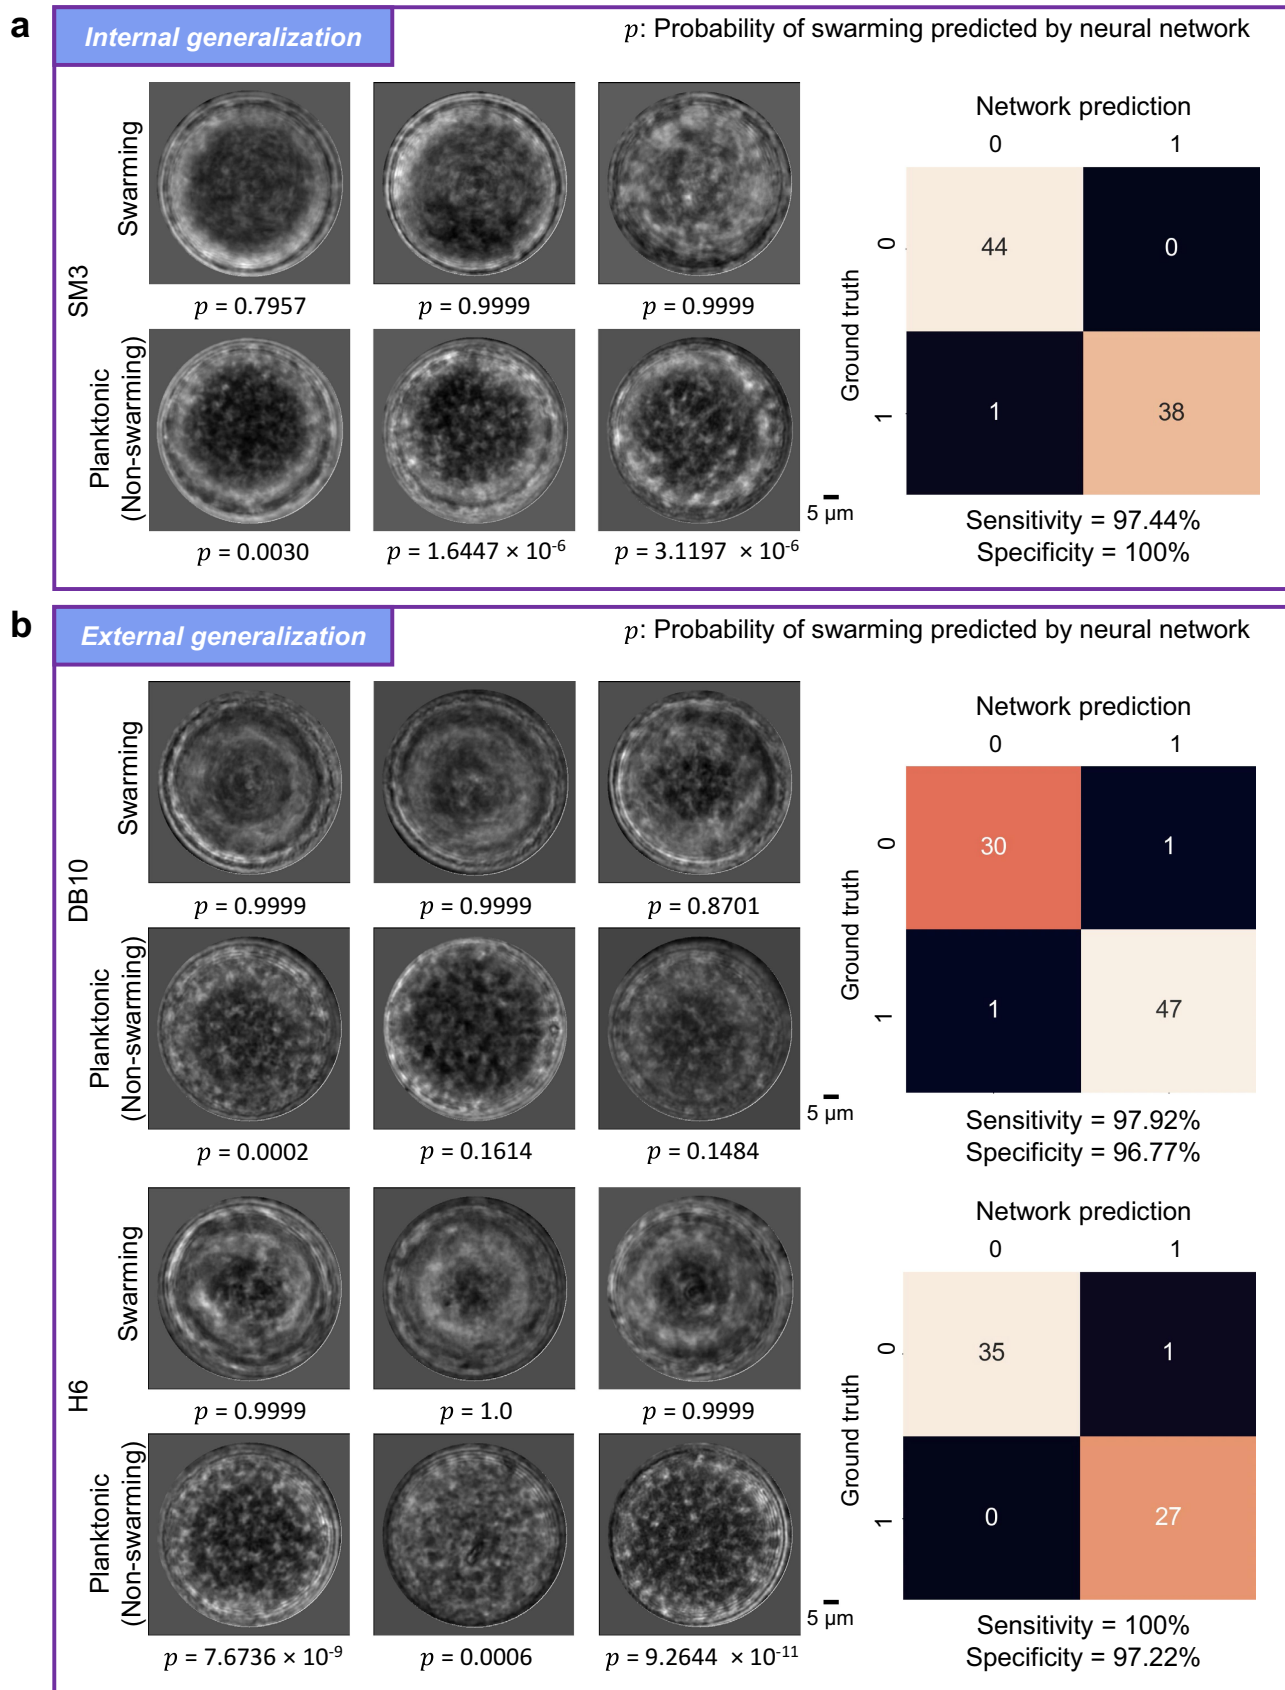 a
Internal generalization
p: Probability of swarming predicted by neural network
SM3
Swarming
p = 0.7957
p = 0.9999
p = 0.9999
Planktonic
(Non-swarming)
5 μm
p = 0.0030
p = 1.6447 × 10⁻⁶
p = 3.1197 × 10⁻⁶
Network prediction
0 1
Ground truth
0
44 0
1
1 38
Sensitivity = 97.44%
Specificity = 100%
b
External generalization
p: Probability of swarming predicted by neural network
DB10
Swarming
p = 0.9999
p = 0.9999
p = 0.8701
Planktonic
(Non-swarming)
5 μm
p = 0.0002
p = 0.1614
p = 0.1484
Network prediction
0 1
Ground truth
0
30 1
1
1 47
Sensitivity = 97.92%
Specificity = 96.77%
H6
Swarming
p = 0.9999
p = 1.0
p = 0.9999
Planktonic
(Non-swarming)
5 μm
p = 7.6736 × 10⁻⁹
p = 0.0006
p = 9.2644 × 10⁻¹¹
Network prediction
0 1
Ground truth
0
35 1
1
0 27
Sensitivity = 100%
Specificity = 97.22%